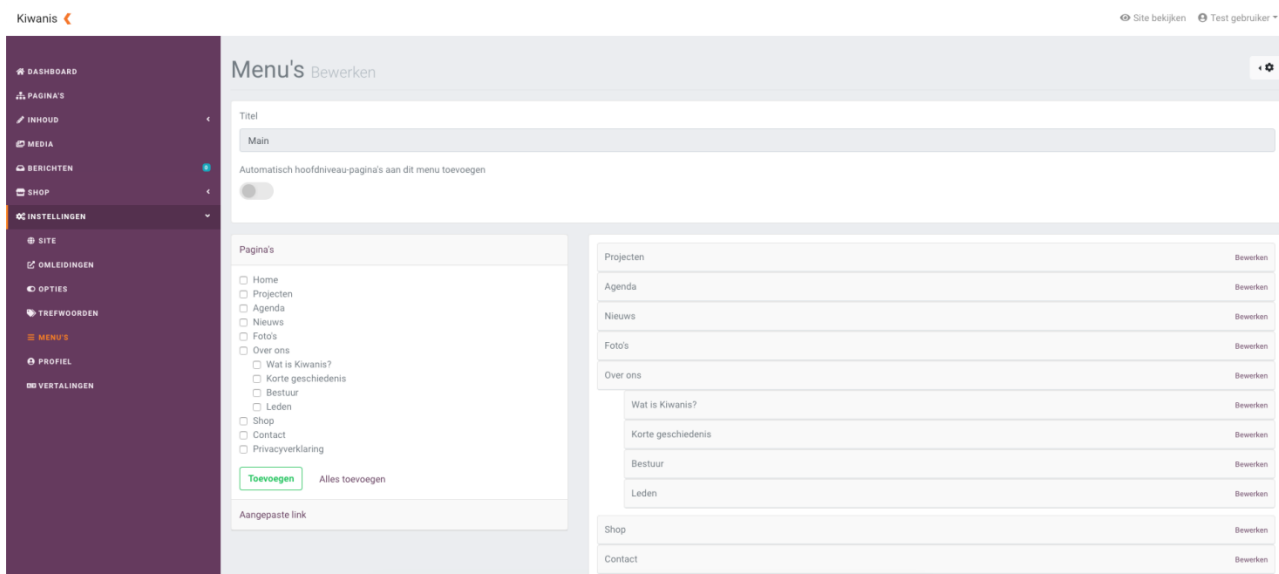 Kiwanis
Site bekijken
Test gebruiker
DASHBOARD
PAGINA'S
INHOUD
MEDIA
BERICHTEN 0
SHOP
INSTELLINGEN
SITE
OMLEIDINGEN
OPTIES
TREFWOORDEN
MENU'S
PROFIEL
VERTALINGEN
Menu's Bewerken
Titel
Main
Automatisch hoofdniveau-pagina's aan dit menu toevoegen
Pagina's
Home
Projecten
Agenda
Nieuws
Foto's
Over ons
Wat is Kiwanis?
Korte geschiedenis
Bestuur
Leden
Shop
Contact
Privacyverklaring
Toevoegen
Alles toevoegen
Aangepaste link
Projecten Bewerken
Agenda Bewerken
Nieuws Bewerken
Foto's Bewerken
Over ons Bewerken
Wat is Kiwanis? Bewerken
Korte geschiedenis Bewerken
Bestuur Bewerken
Leden Bewerken
Shop Bewerken
Contact Bewerken